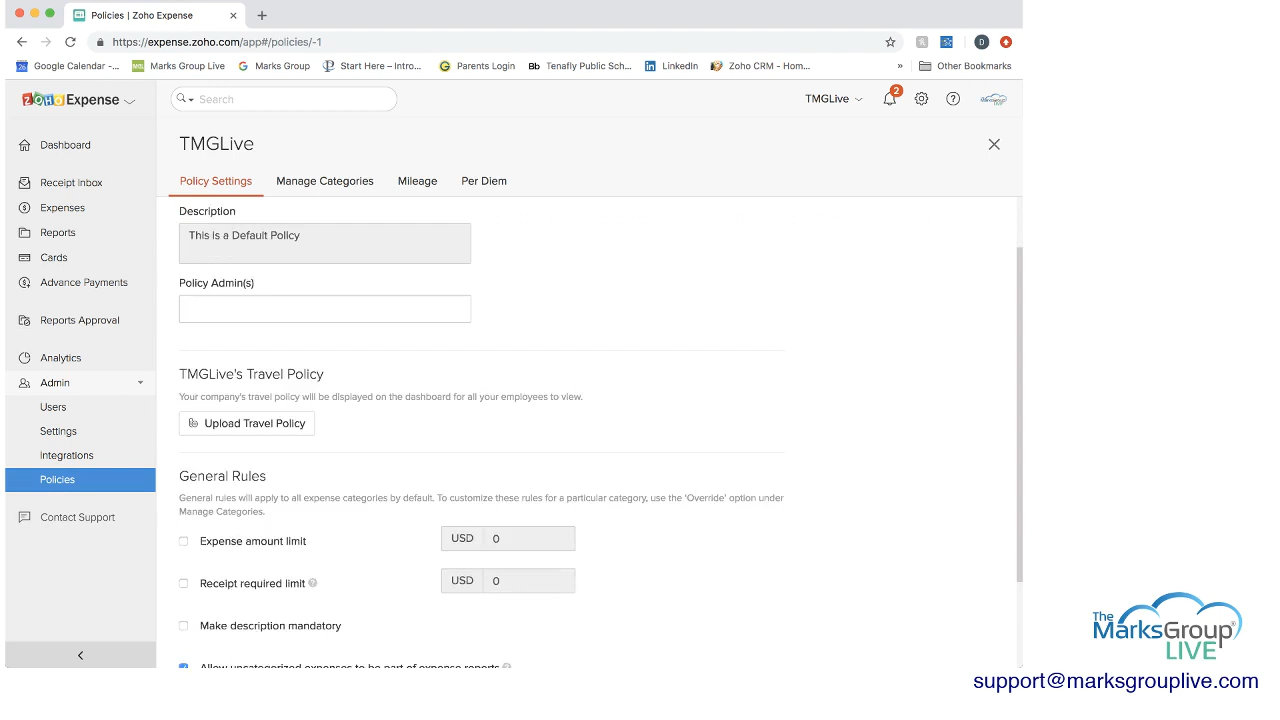 Policies | Zoho Expense
https://expense.zoho.com/app#/policies/-1
Google Calendar -...
Marks Group Live
Marks Group
Start Here – Intro...
Parents Login
Bb Tenafly Public Sch...
LinkedIn
Zoho CRM - Hom...
»
Other Bookmarks
ZOHO Expense
Search
TMGLive
2
Dashboard
Receipt Inbox
Expenses
Reports
Cards
Advance Payments
Reports Approval
Analytics
Admin
Users
Settings
Integrations
Policies
Contact Support
TMGLive
Policy Settings
Manage Categories
Mileage
Per Diem
Description
This is a Default Policy
Policy Admin(s)
TMGLive's Travel Policy
Your company's travel policy will be displayed on the dashboard for all your employees to view.
Upload Travel Policy
General Rules
General rules will apply to all expense categories by default. To customize these rules for a particular category, use the 'Override' option under
Manage Categories.
Expense amount limit
USD 0
Receipt required limit
USD 0
Make description mandatory
Allow uncategorized expenses to be part of expense reports
The
MarksGroup®
LIVE
support@marksgrouplive.com